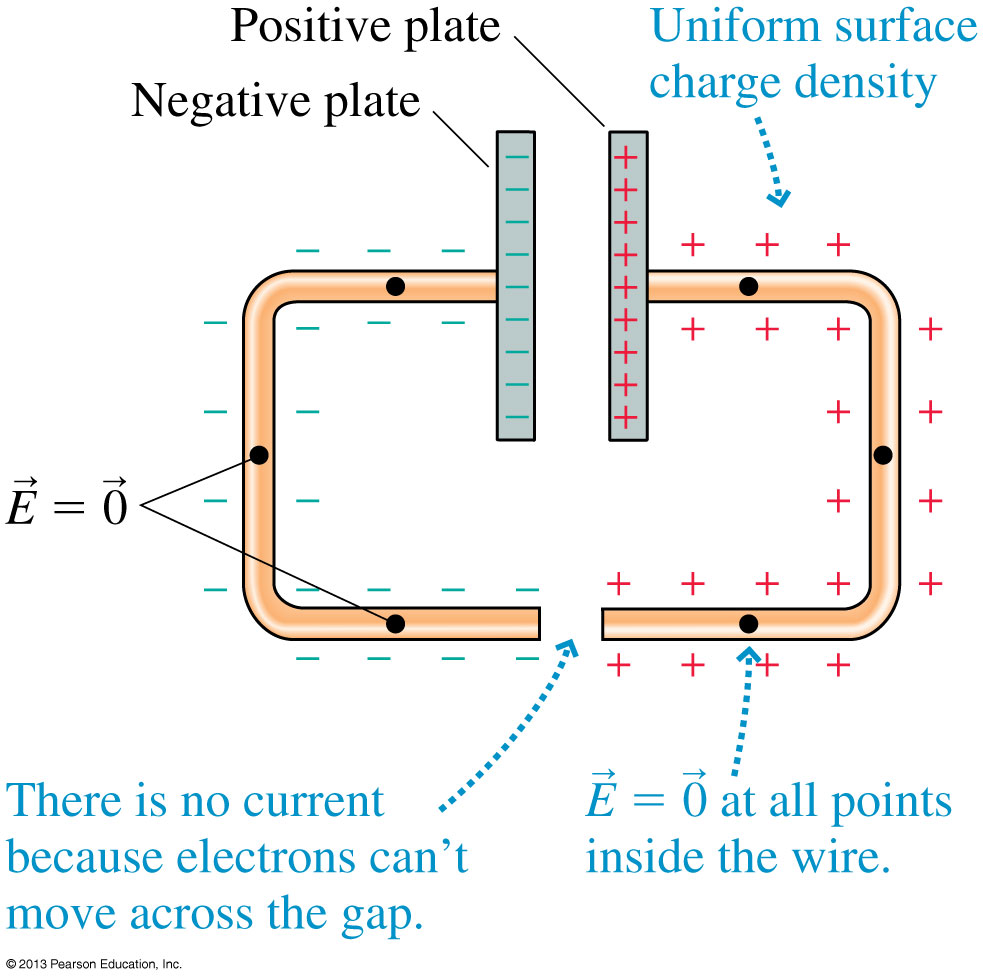 Positive plate
Negative plate
Uniform surface
charge density
E⃗ = 0⃗
There is no current
because electrons can’t
move across the gap.
E⃗ = 0⃗ at all points
inside the wire.
© 2013 Pearson Education, Inc.